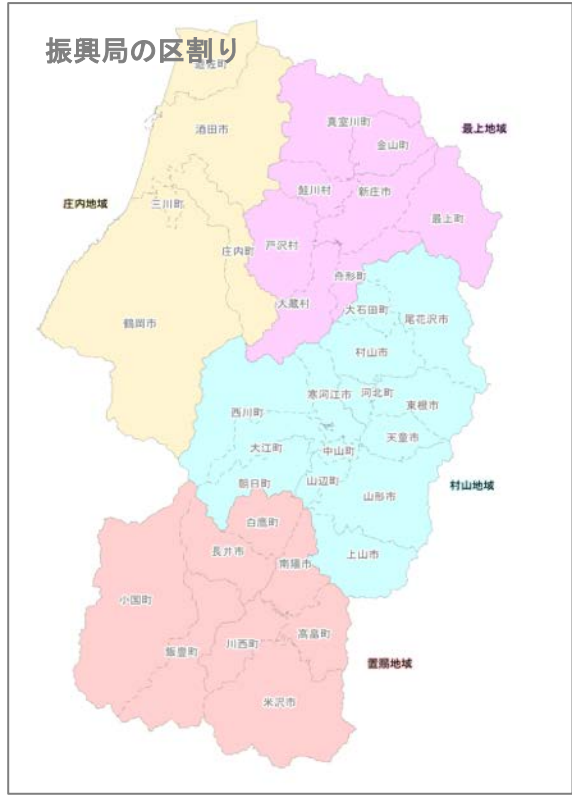 振興局の区割り
遊佐町
酒田市
真室川町
最上地域
金山町
鮭川村
新庄市
庄内地域
三川町
最上町
庄内町
戸沢村
舟形町
大蔵村
大石田町
尾花沢市
鶴岡市
村山市
寒河江市
河北町
東根市
西川町
天童市
大江町
中山町
朝日町
山辺町
山形市
村山地域
白鷹町
長井市
上山市
南陽市
小国町
高畠町
川西町
飯豊町
置賜地域
米沢市